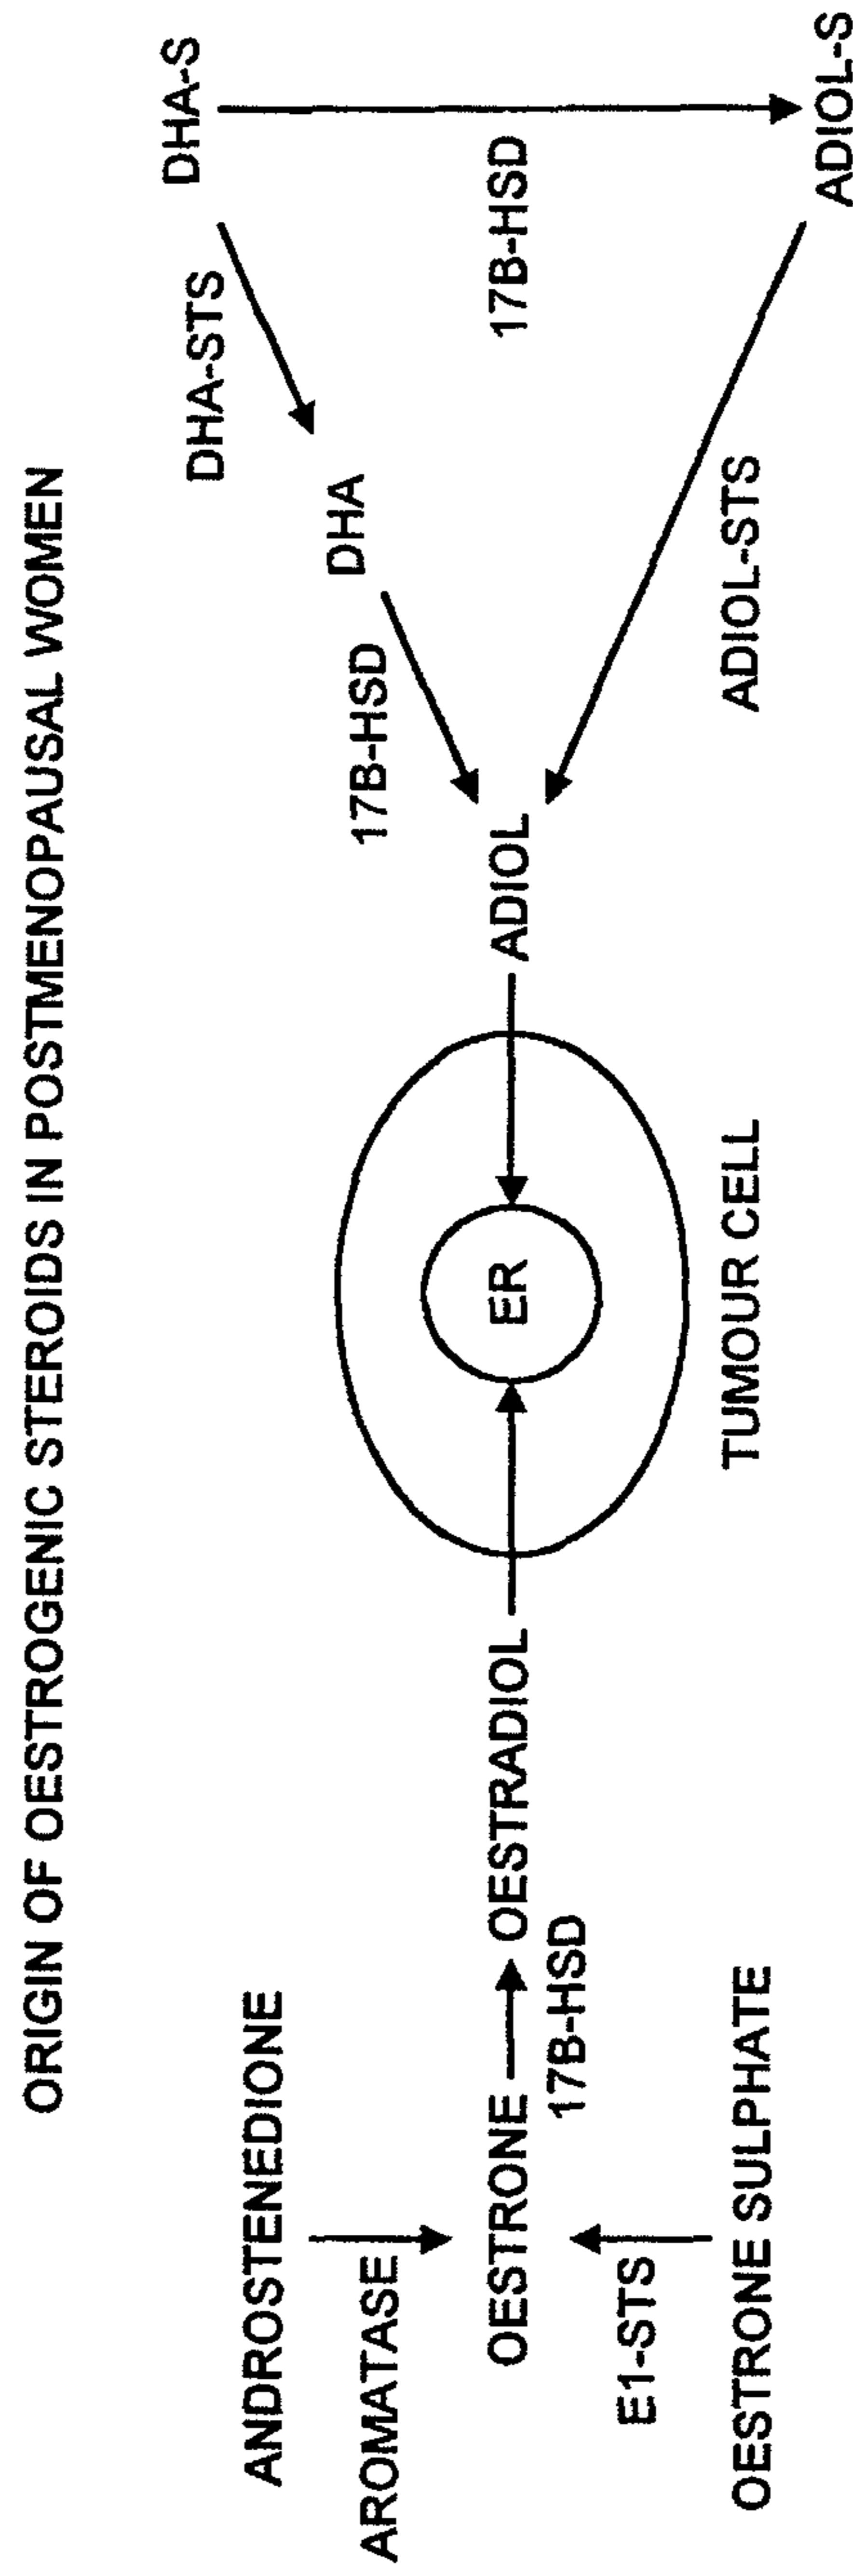 ORIGIN OF OESTROGENIC STEROIDS IN POSTMENOPAUSAL WOMEN
ANDROSTENEDIONE
AROMATASE
OESTRONE
OESTRADIOL
17B-HSD
E1-STS
OESTRONE SULPHATE
ER
TUMOUR CELL
ADIOL
17B-HSD
DHA
DHA-STS
DHA-S
17B-HSD
ADIOL-STS
ADIOL-S